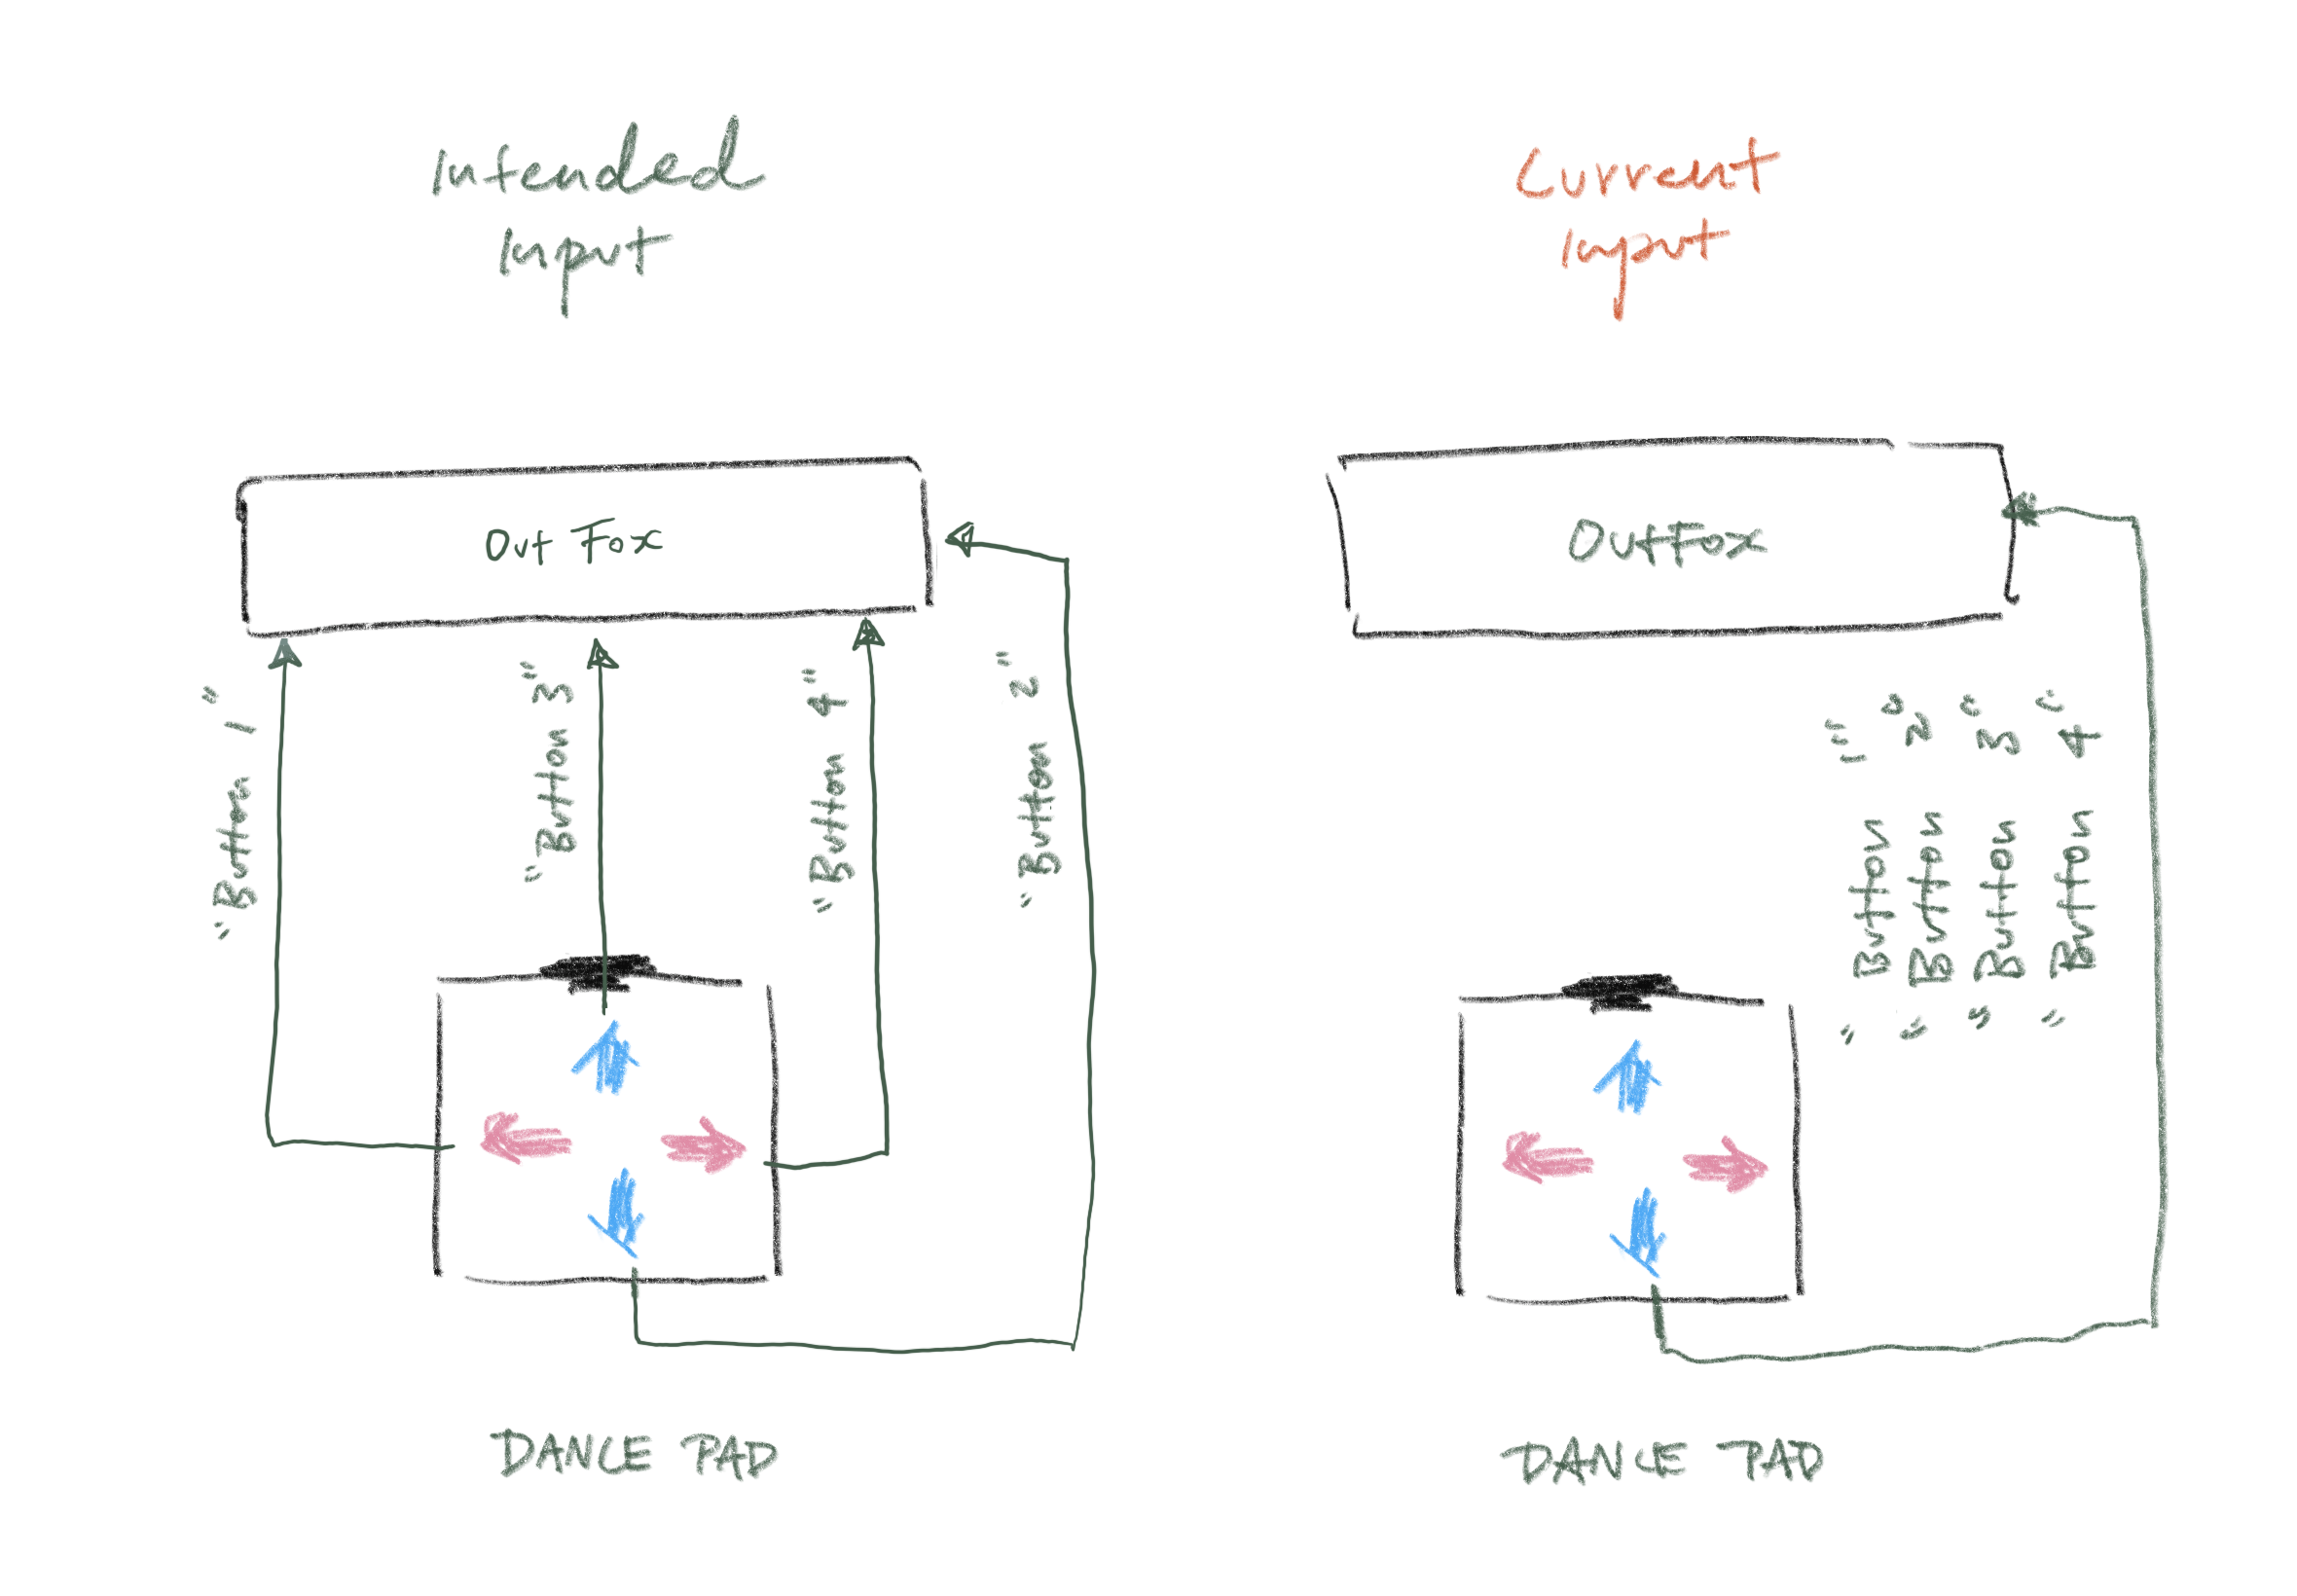 Intended
Input
Out Fox
"Button 1"
"Button 3"
"Button 4"
"Button 2"
DANCE PAD
Current
Input
OutFox
"Button 1"
"Button 2"
"Button 3"
"Button 4"
DANCE PAD